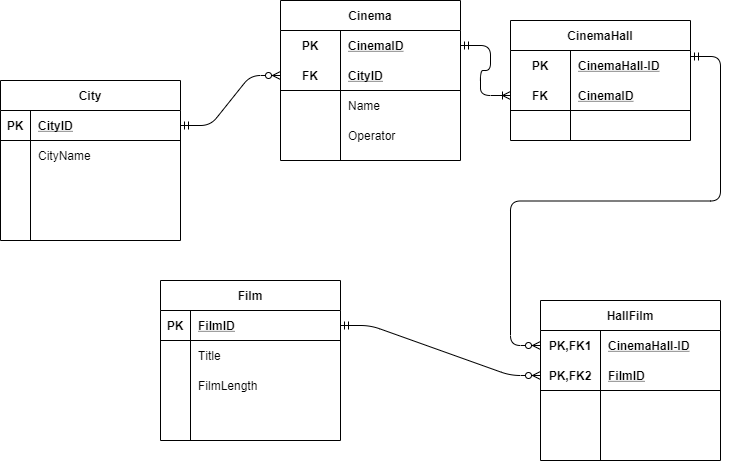 Cinema
PK CinemaID
FK CityID
Name
Operator
CinemaHall
PK CinemaHall-ID
FK CinemaID
City
PK CityID
CityName
Film
PK FilmID
Title
FilmLength
HallFilm
PK,FK1 CinemaHall-ID
PK,FK2 FilmID